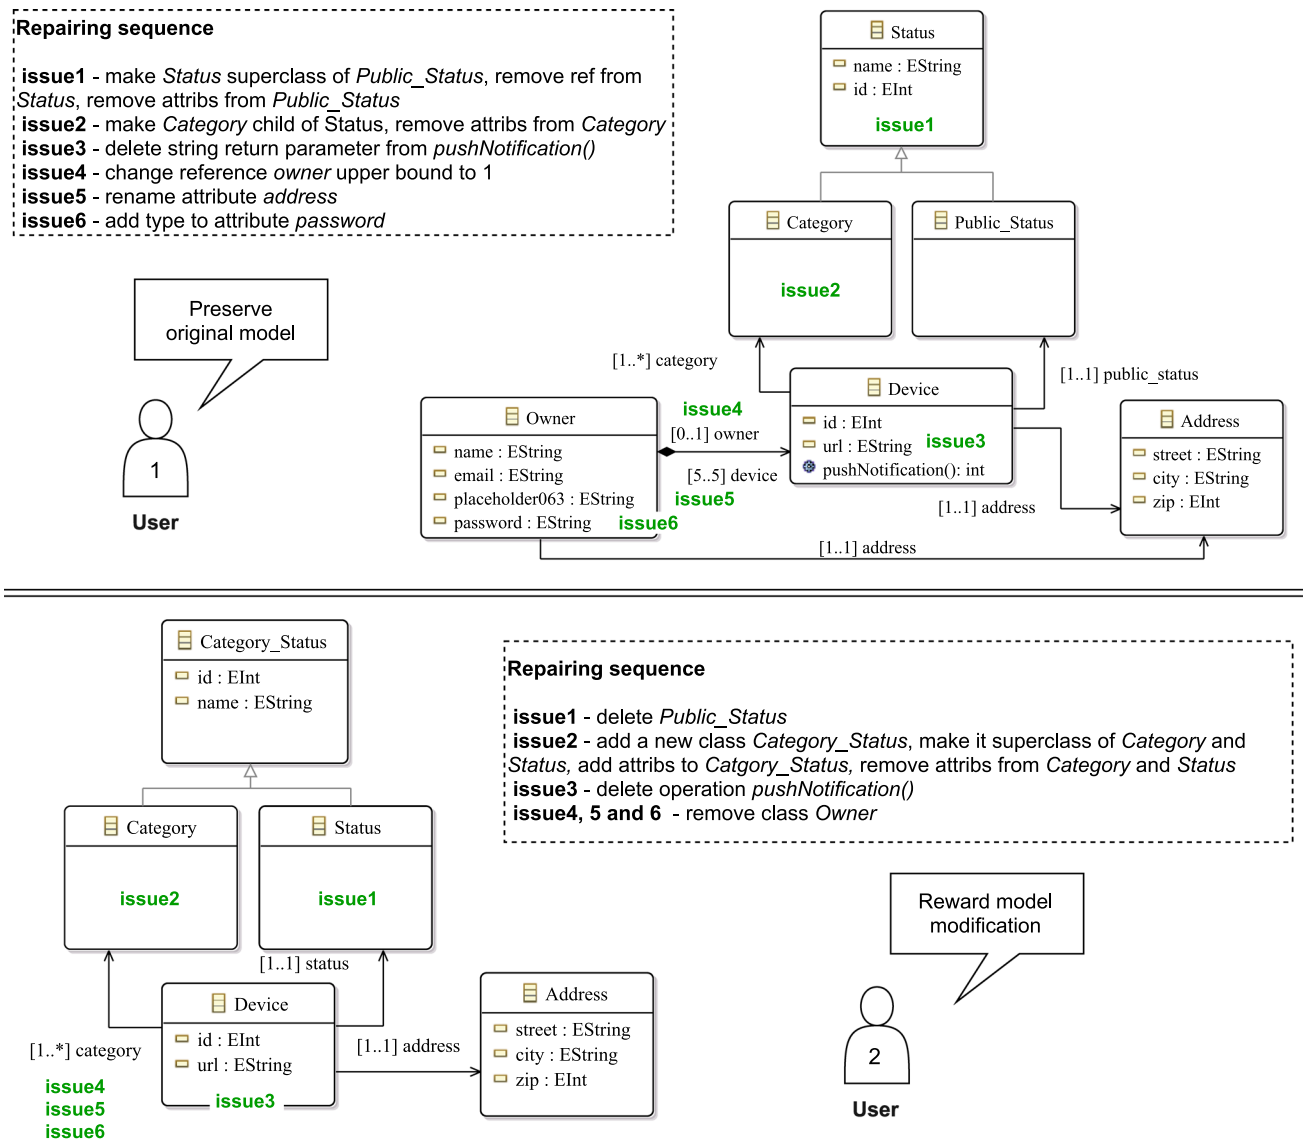 Repairing sequence
issue1 - make Status superclass of Public_Status, remove ref from
Status, remove attribs from Public_Status
issue2 - make Category child of Status, remove attribs from Category
issue3 - delete string return parameter from pushNotification()
issue4 - change reference owner upper bound to 1
issue5 - rename attribute address
issue6 - add type to attribute password
Status
name : EString
id : EInt
issue1
Category
issue2
Public_Status
Preserve
original model
1
User
[1..*] category
[1..1] public_status
Device
id : EInt
url : EString
pushNotification(): int
issue3
Owner
name : EString
email : EString
placeholder063 : EString
password : EString
issue4
[0..1] owner
[5..5] device
issue5
issue6
Address
street : EString
city : EString
zip : EInt
[1..1] address
[1..1] address
Category_Status
id : EInt
name : EString
Category
issue2
Status
issue1
[1..1] status
Device
id : EInt
url : EString
issue3
[1..*] category
issue4
issue5
issue6
[1..1] address
Address
street : EString
city : EString
zip : EInt
Repairing sequence
issue1 - delete Public_Status
issue2 - add a new class Category_Status, make it superclass of Category and
Status, add attribs to Catgory_Status, remove attribs from Category and Status
issue3 - delete operation pushNotification()
issue4, 5 and 6 - remove class Owner
Reward model
modification
2
User